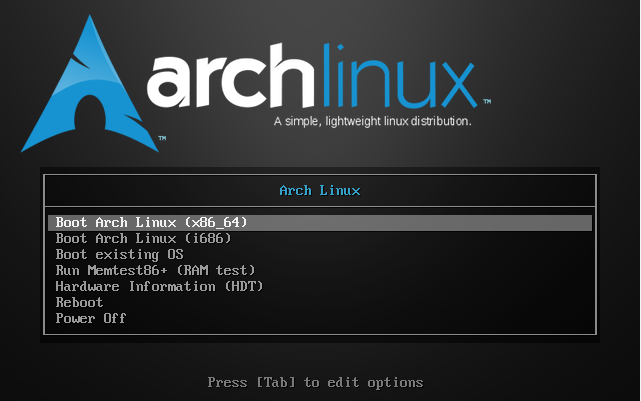 archlinux™
A simple, lightweight linux distribution.
™
Arch Linux
Boot Arch Linux (x86_64)
Boot Arch Linux (i686)
Boot existing OS
Run Memtest86+ (RAM test)
Hardware Information (HDT)
Reboot
Power Off
Press [Tab] to edit options